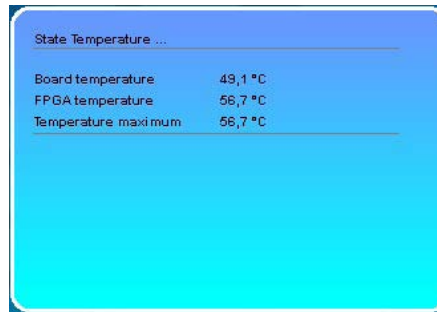 State Temperature ...
Board temperature 49,1 °C
FPGA temperature 56,7 °C
Temperature maximum 56,7 °C